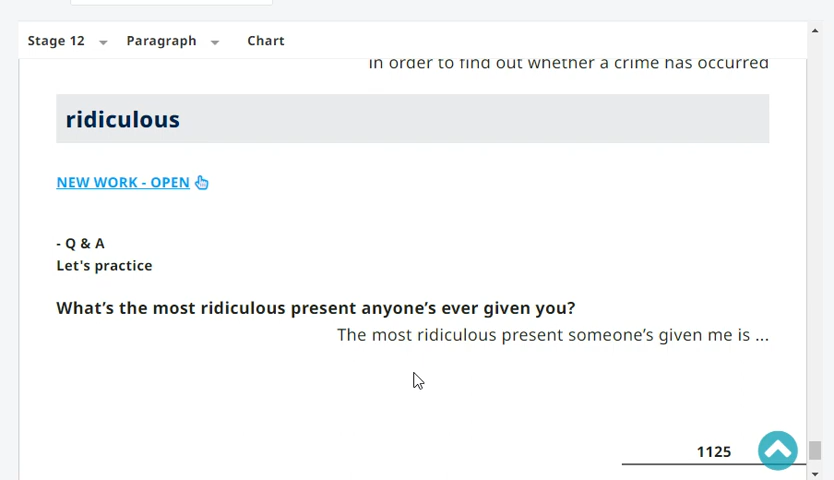 Stage 12 Paragraph Chart
In order to find out whether a crime has occurred
ridiculous
NEW WORK - OPEN
- Q & A
Let's practice
What's the most ridiculous present anyone's ever given you?
The most ridiculous present someone's given me is ...
1125